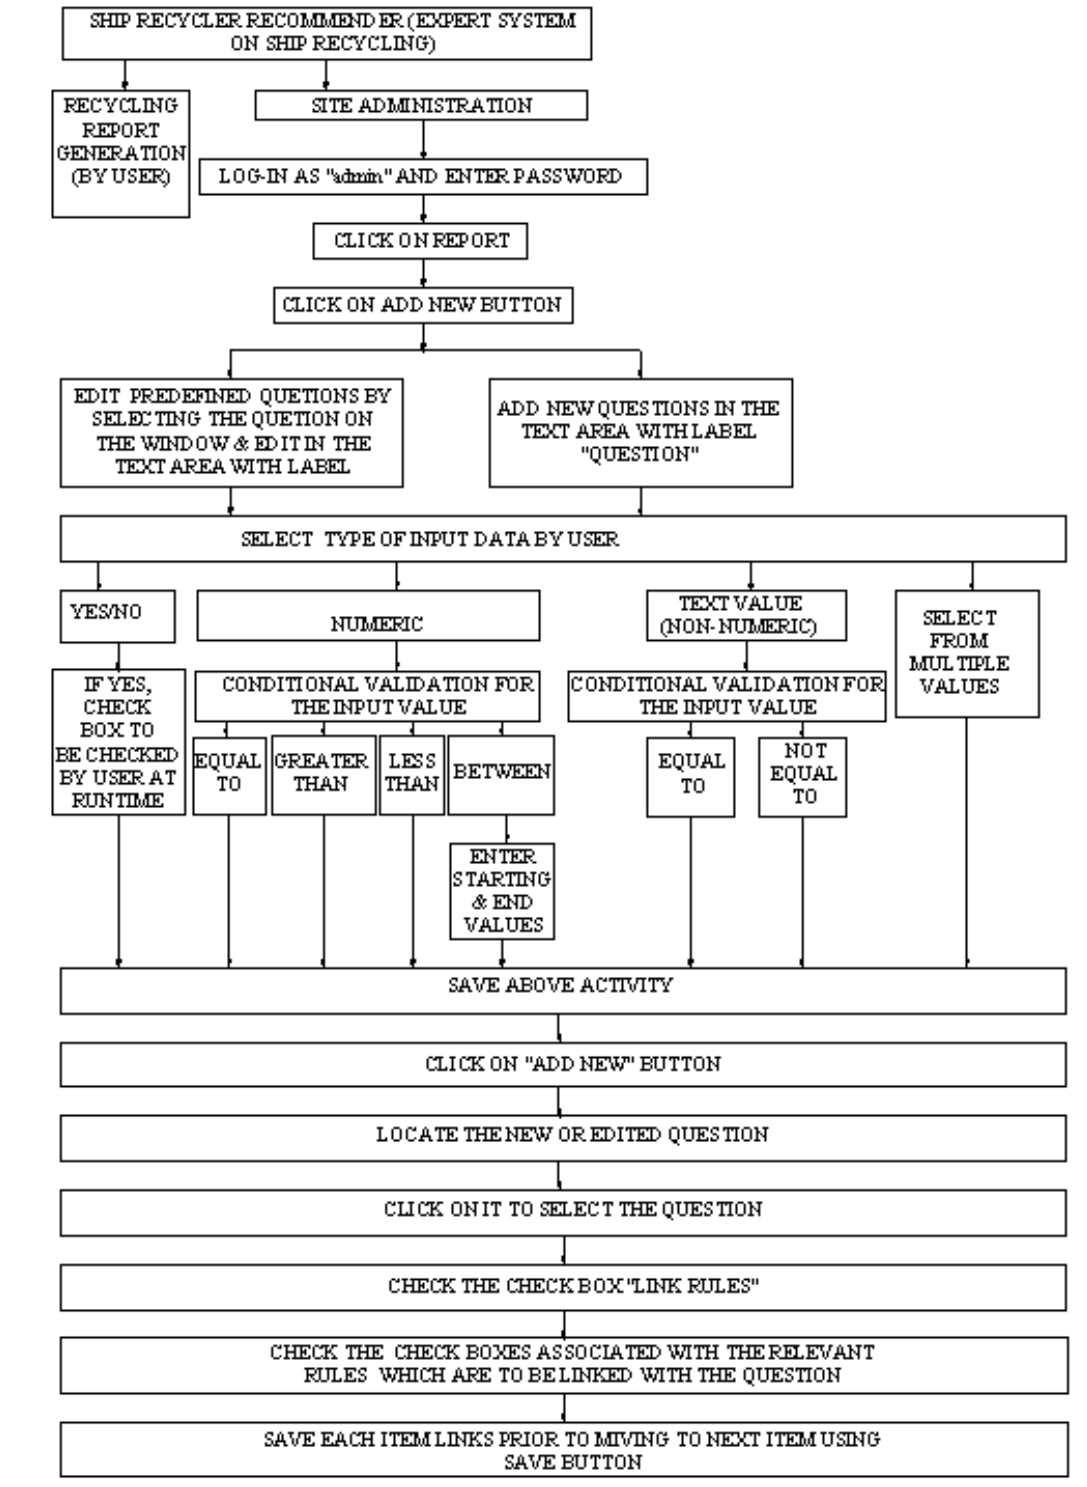 SHIP RECYCLER RECOMMENDER (EXPERT SYSTEM
ON SHIP RECYCLING)
RECYCLING
REPORT
GENERATION
(BY USER)
SITE ADMINISTRATION
LOG-IN AS "admin" AND ENTER PASSWORD
CLICK ON REPORT
CLICK ON ADD NEW BUTTON
EDIT PREDEFINED QUETIONS BY
SELECTING THE QUETION ON
THE WINDOW & EDIT IN THE
TEXT AREA WITH LABEL
ADD NEW QUESTIONS IN THE
TEXT AREA WITH LABEL
"QUESTION"
SELECT TYPE OF INPUT DATA BY USER
YES/NO
NUMERIC
TEXT VALUE
(NON-NUMERIC)
SELECT
FROM
MULTIPLE
VALUES
IF YES,
CHECK
BOX TO
BE CHECKED
BY USER AT
RUNTIME
CONDITIONAL VALIDATION FOR
THE INPUT VALUE
CONDITIONAL VALIDATION FOR
THE INPUT VALUE
EQUAL
TO
GREATER
THAN
LESS
THAN
BETWEEN
EQUAL
TO
NOT
EQUAL
TO
ENTER
STARTING
& END
VALUES
SAVE ABOVE ACTIVITY
CLICK ON "ADD NEW" BUTTON
LOCATE THE NEW OR EDITED QUESTION
CLICK ON IT TO SELECT THE QUESTION
CHECK THE CHECK BOX "LINK RULES"
CHECK THE CHECK BOXES ASSOCIATED WITH THE RELEVANT
RULES WHICH ARE TO BE LINKED WITH THE QUESTION
SAVE EACH ITEM LINKS PRIOR TO MIVING TO NEXT ITEM USING
SAVE BUTTON